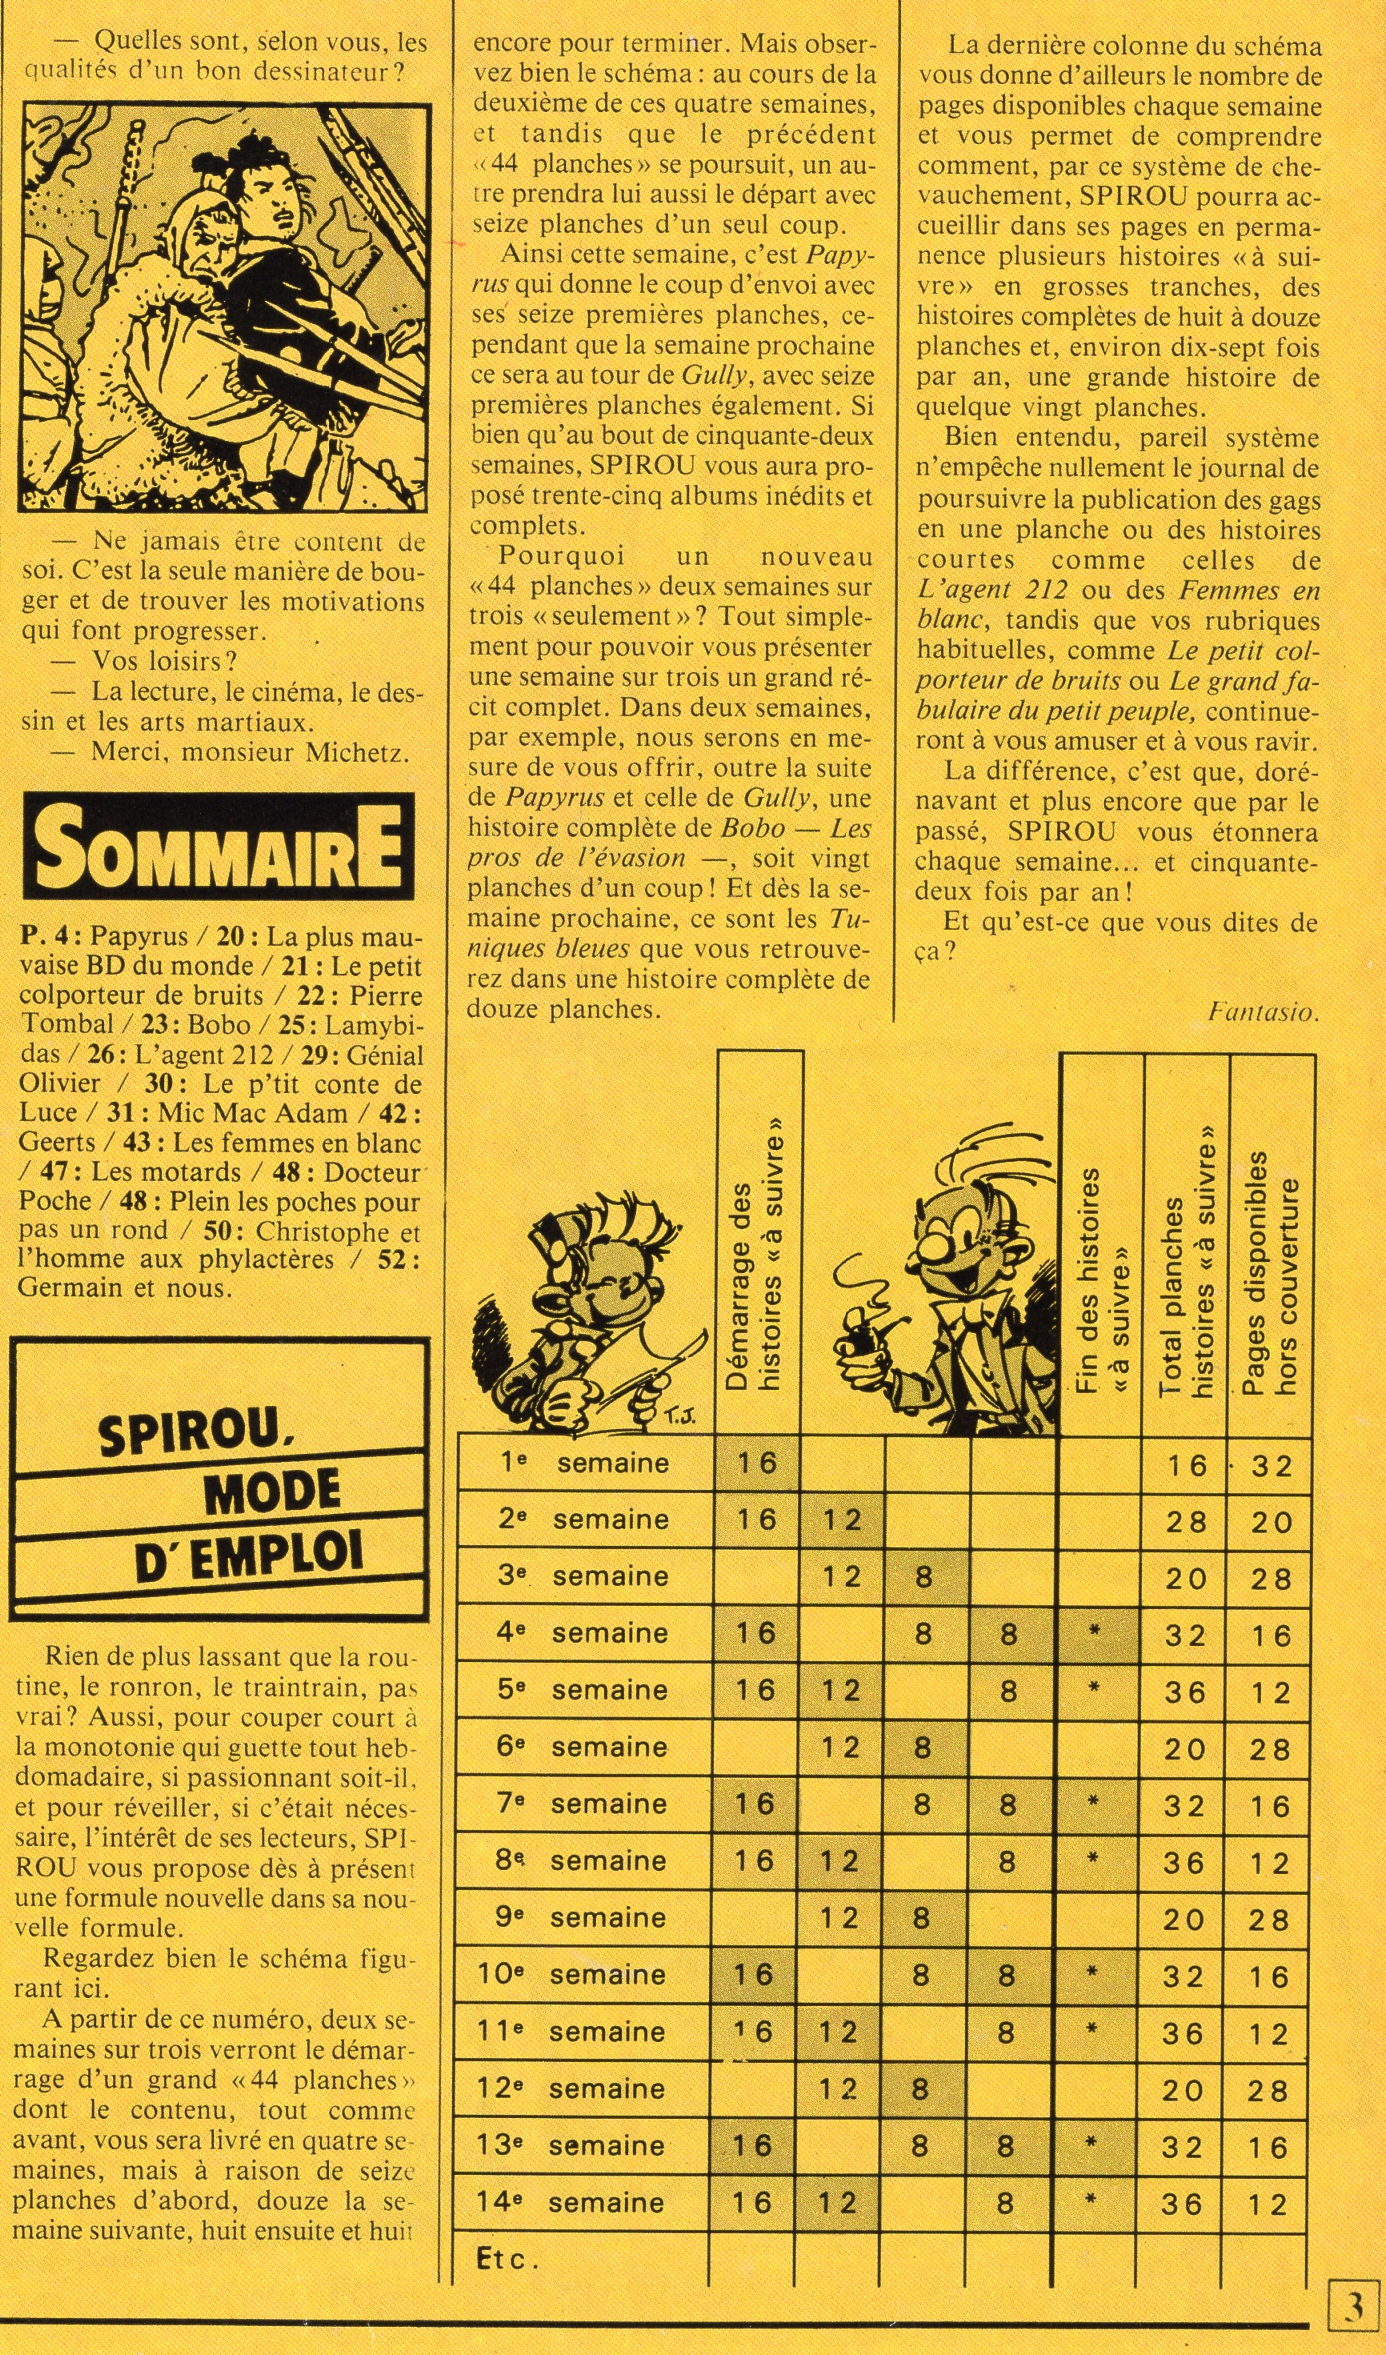 — Quelles sont, selon vous, les
qualités d'un bon dessinateur?
— Ne jamais être content de
soi. C'est la seule manière de bou-
ger et de trouver les motivations
qui font progresser.
— Vos loisirs?
— La lecture, le cinéma, le des-
sin et les arts martiaux.
— Merci, monsieur Michetz.
SOMMAIRE
P. 4 : Papyrus / 20 : La plus mau-
vaise BD du monde / 21 : Le petit
colporteur de bruits / 22 : Pierre
Tombal / 23 : Bobo / 25 : Lamybi-
das / 26 : L'agent 212 / 29 : Génial
Olivier / 30 : Le p'tit conte de
Luce / 31 : Mic Mac Adam / 42 :
Geerts / 43 : Les femmes en blanc
/ 47 : Les motards / 48 : Docteur
Poche / 48 : Plein les poches pour
pas un rond / 50 : Christophe et
l'homme aux phylactères / 52 :
Germain et nous.
SPIROU,
MODE
D'EMPLOI
Rien de plus lassant que la rou-
tine, le ronron, le traintrain, pas
vrai? Aussi, pour couper court à
la monotonie qui guette tout heb-
domadaire, si passionnant soit-il,
et pour réveiller, si c'était néces-
saire, l'intérêt de ses lecteurs, SPI-
ROU vous propose dès à présent
une formule nouvelle dans sa nou-
velle formule.
Regardez bien le schéma figu-
rant ici.
A partir de ce numéro, deux se-
maines sur trois verront le démar-
rage d'un grand «44 planches»
dont le contenu, tout comme
avant, vous sera livré en quatre se-
maines, mais à raison de seize
planches d'abord, douze la se-
maine suivante, huit ensuite et huit
encore pour terminer. Mais obser-
vez bien le schéma : au cours de la
deuxième de ces quatre semaines,
et tandis que le précédent
«44 planches» se poursuit, un au-
tre prendra lui aussi le départ avec
seize planches d'un seul coup.
Ainsi cette semaine, c'est Papy-
rus qui donne le coup d'envoi avec
ses seize premières planches, ce-
pendant que la semaine prochaine
ce sera au tour de Gully, avec seize
premières planches également. Si
bien qu'au bout de cinquante-deux
semaines, SPIROU vous aura pro-
posé trente-cinq albums inédits et
complets.
Pourquoi un nouveau
«44 planches» deux semaines sur
trois «seulement»? Tout simple-
ment pour pouvoir vous présenter
une semaine sur trois un grand ré-
cit complet. Dans deux semaines,
par exemple, nous serons en me-
sure de vous offrir, outre la suite
de Papyrus et celle de Gully, une
histoire complète de Bobo — Les
pros de l'évasion —, soit vingt
planches d'un coup! Et dès la se-
maine prochaine, ce sont les Tu-
niques bleues que vous retrouve-
rez dans une histoire complète de
douze planches.
La dernière colonne du schéma
vous donne d'ailleurs le nombre de
pages disponibles chaque semaine
et vous permet de comprendre
comment, par ce système de che-
vauchement, SPIROU pourra ac-
cueillir dans ses pages en perma-
nence plusieurs histoires «à sui-
vre» en grosses tranches, des
histoires complètes de huit à douze
planches et, environ dix-sept fois
par an, une grande histoire de
quelque vingt planches.
Bien entendu, pareil système
n'empêche nullement le journal de
poursuivre la publication des gags
en une planche ou des histoires
courtes comme celles de
L'agent 212 ou des Femmes en
blanc, tandis que vos rubriques
habituelles, comme Le petit col-
porteur de bruits ou Le grand fa-
bulaire du petit peuple, continue-
ront à vous amuser et à vous ravir.
La différence, c'est que, doré-
navant et plus encore que par le
passé, SPIROU vous étonnera
chaque semaine... et cinquante-
deux fois par an!
Et qu'est-ce que vous dites de
ça?
Fantasio.
T.J.
Démarrage des
histoires «à suivre»
Fin des histoires
«à suivre»
Total planches
histoires «à suivre»
Pages disponibles
hors couverture
1e semaine 16 16 32
2e semaine 16 12 28 20
3e semaine 12 8 20 28
4e semaine 16 8 8 * 32 16
5e semaine 16 12 8 * 36 12
6e semaine 12 8 20 28
7e semaine 16 8 8 * 32 16
8e semaine 16 12 8 * 36 12
9e semaine 12 8 20 28
10e semaine 16 8 8 * 32 16
11e semaine 16 12 8 * 36 12
12e semaine 12 8 20 28
13e semaine 16 8 8 * 32 16
14e semaine 16 12 8 * 36 12
Etc.
3